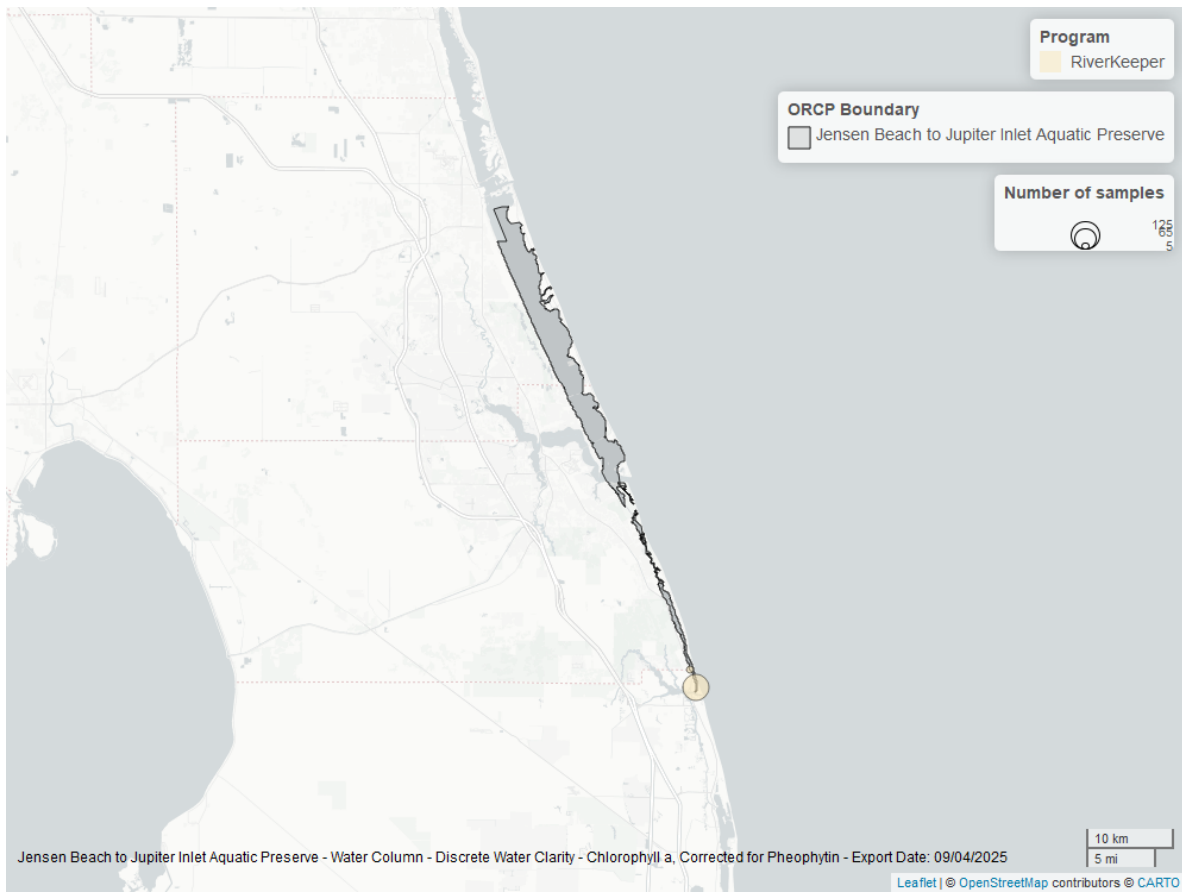 Program
RiverKeeper
ORCP Boundary
Jensen Beach to Jupiter Inlet Aquatic Preserve
Number of samples
125
65
5
10 km
5 mi
Jensen Beach to Jupiter Inlet Aquatic Preserve - Water Column - Discrete Water Clarity - Chlorophyll a, Corrected for Pheophytin - Export Date: 09/04/2025
Leaflet | © OpenStreetMap contributors © CARTO